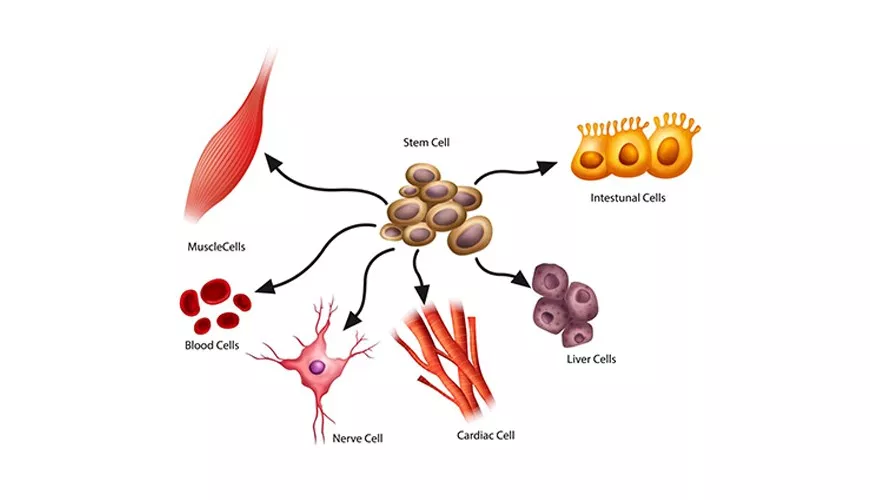 Stem Cell
Intestunal Cells
MuscleCells
Blood Cells
Liver Cells
Nerve Cell
Cardiac Cell